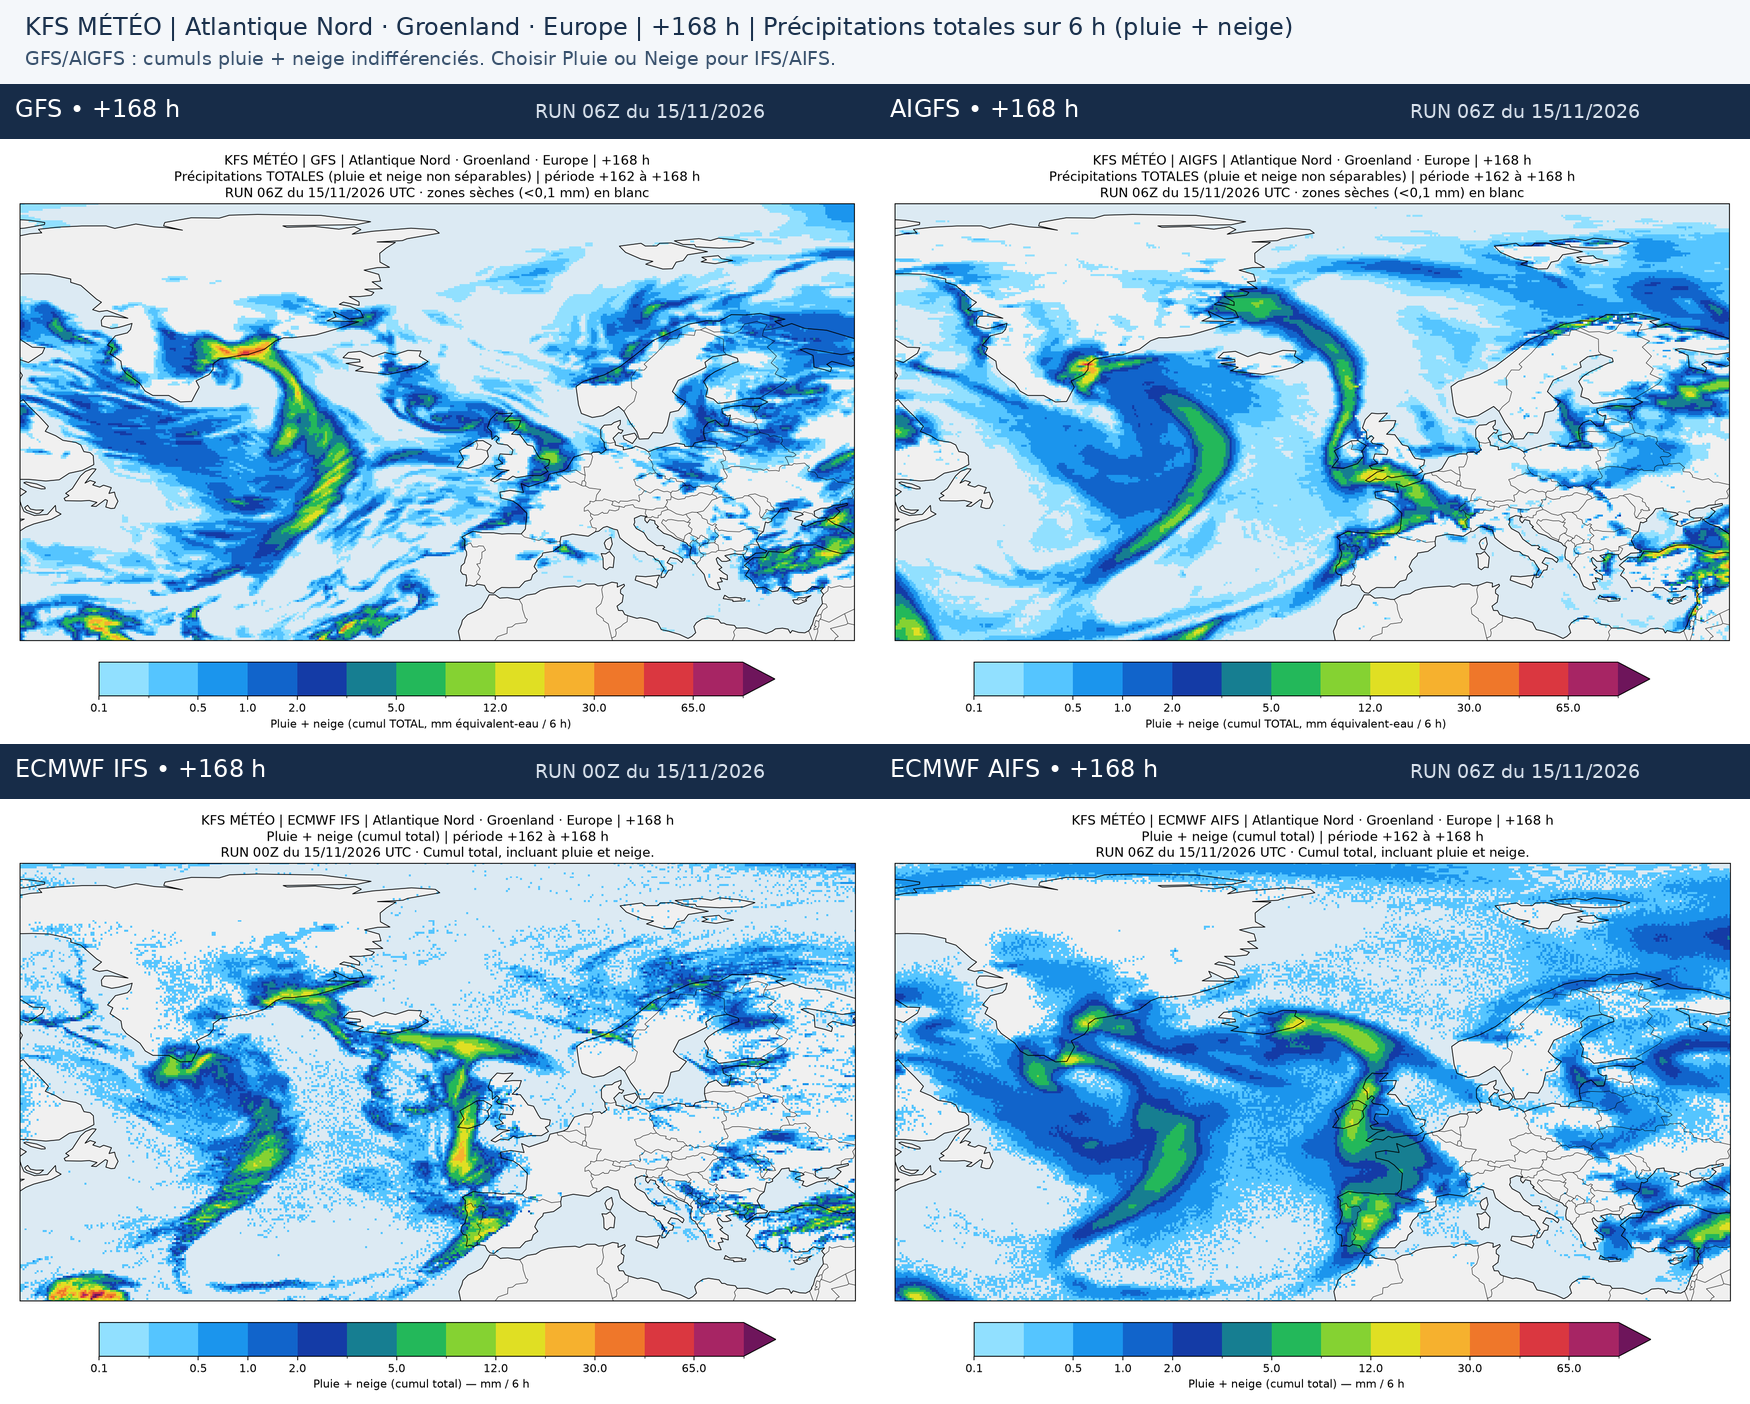 KFS MÉTÉO | Atlantique Nord · Groenland · Europe | +168 h | Précipitations totales sur 6 h (pluie + neige)
GFS/AIGFS : cumuls pluie + neige indifférenciés. Choisir Pluie ou Neige pour IFS/AIFS.
GFS • +168 h
RUN 06Z du 15/11/2026
AIGFS • +168 h
RUN 06Z du 15/11/2026
KFS MÉTÉO | GFS | Atlantique Nord · Groenland · Europe | +168 h
Précipitations TOTALES (pluie et neige non séparables) | période +162 à +168 h
RUN 06Z du 15/11/2026 UTC · zones sèches (<0,1 mm) en blanc
KFS MÉTÉO | AIGFS | Atlantique Nord · Groenland · Europe | +168 h
Précipitations TOTALES (pluie et neige non séparables) | période +162 à +168 h
RUN 06Z du 15/11/2026 UTC · zones sèches (<0,1 mm) en blanc
0.1 0.5 1.0 2.0 5.0 12.0 30.0 65.0
Pluie + neige (cumul TOTAL, mm équivalent-eau / 6 h)
0.1 0.5 1.0 2.0 5.0 12.0 30.0 65.0
Pluie + neige (cumul TOTAL, mm équivalent-eau / 6 h)
ECMWF IFS • +168 h
RUN 00Z du 15/11/2026
ECMWF AIFS • +168 h
RUN 06Z du 15/11/2026
KFS MÉTÉO | ECMWF IFS | Atlantique Nord · Groenland · Europe | +168 h
Pluie + neige (cumul total) | période +162 à +168 h
RUN 00Z du 15/11/2026 UTC · Cumul total, incluant pluie et neige.
KFS MÉTÉO | ECMWF AIFS | Atlantique Nord · Groenland · Europe | +168 h
Pluie + neige (cumul total) | période +162 à +168 h
RUN 06Z du 15/11/2026 UTC · Cumul total, incluant pluie et neige.
0.1 0.5 1.0 2.0 5.0 12.0 30.0 65.0
Pluie + neige (cumul total) — mm / 6 h
0.1 0.5 1.0 2.0 5.0 12.0 30.0 65.0
Pluie + neige (cumul total) — mm / 6 h